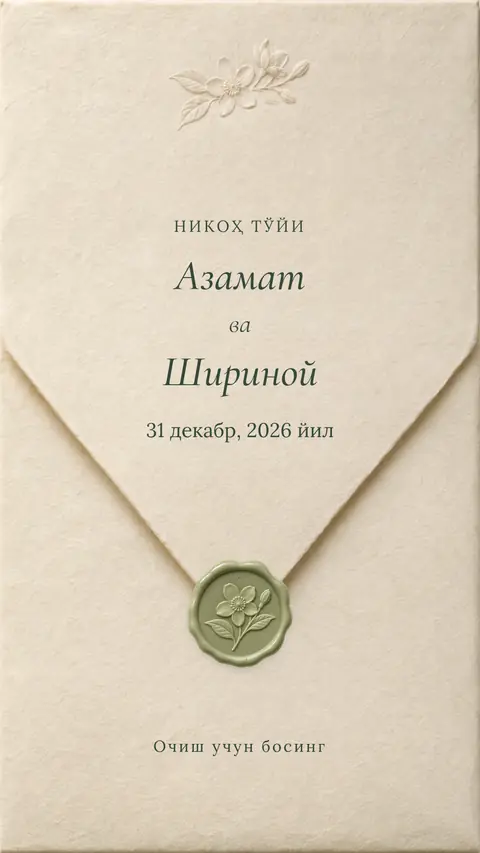 НИКОҲ ТЎЙИ
Азамат
ва
Шириной
31 декабр, 2026 йил
Очиш учун босинг